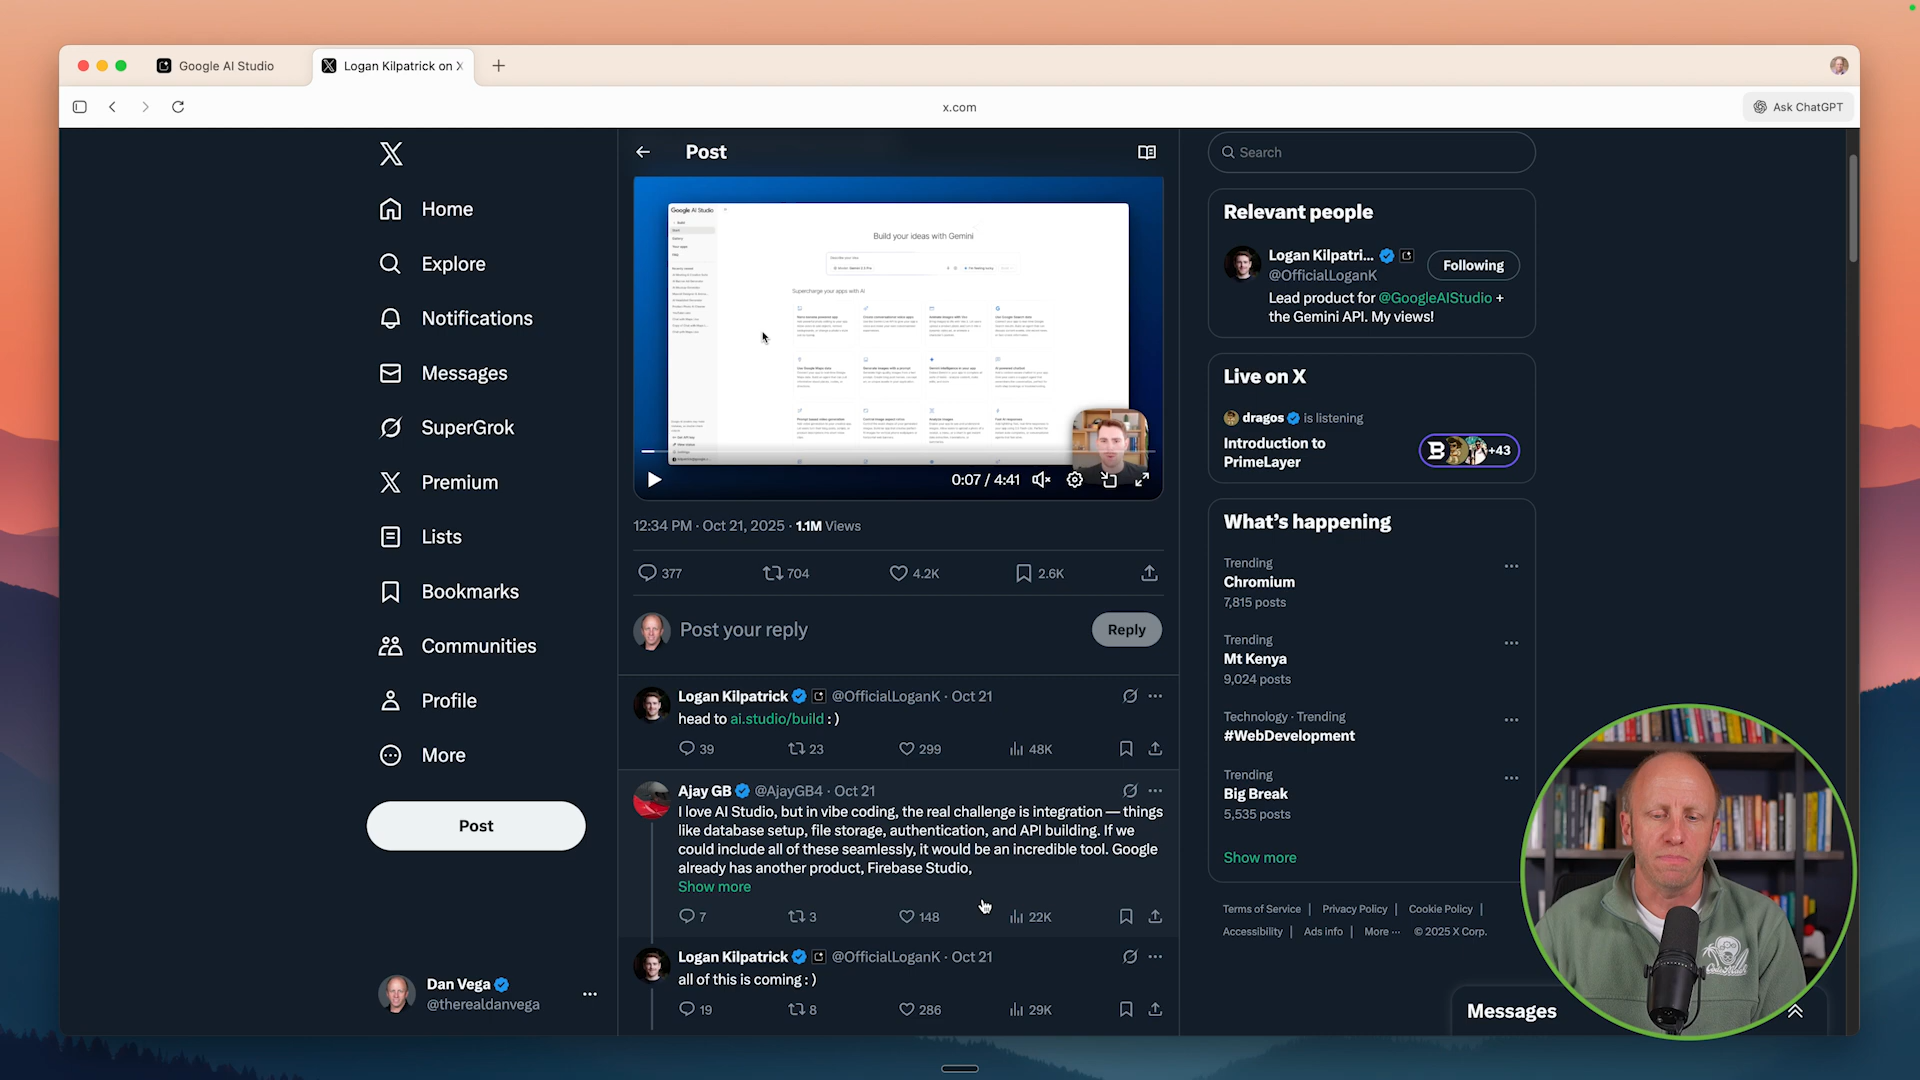 Google AI Studio
Logan Kilpatrick on X
x.com
Ask ChatGPT
Home
Explore
Notifications
Messages
SuperGrok
Premium
Lists
Bookmarks
Communities
Profile
More
Post
Dan Vega
@therealdanvega
Post
Google AI Studio
Build your ideas with Gemini
Supercharge your apps with AI
0:07 / 4:41
12:34 PM · Oct 21, 2025 · 1.1M Views
377
704
4.2K
2.6K
Post your reply
Reply
Logan Kilpatrick @OfficialLoganK · Oct 21
head to ai.studio/build : )
39
23
299
48K
Ajay GB @AjayGB4 · Oct 21
I love AI Studio, but in vibe coding, the real challenge is integration — things
like database setup, file storage, authentication, and API building. If we
could include all of these seamlessly, it would be an incredible tool. Google
already has another product, Firebase Studio,
Show more
7
3
148
22K
Logan Kilpatrick @OfficialLoganK · Oct 21
all of this is coming : )
19
8
286
29K
Search
Relevant people
Logan Kilpatri...
@OfficialLoganK
Following
Lead product for @GoogleAIStudio +
the Gemini API. My views!
Live on X
dragos is listening
Introduction to
PrimeLayer
+43
What's happening
Trending
Chromium
7,815 posts
Trending
Mt Kenya
9,024 posts
Technology · Trending
#WebDevelopment
Trending
Big Break
5,535 posts
Show more
Terms of Service | Privacy Policy | Cookie Policy |
Accessibility | Ads info | More ··· © 2025 X Corp.
Messages